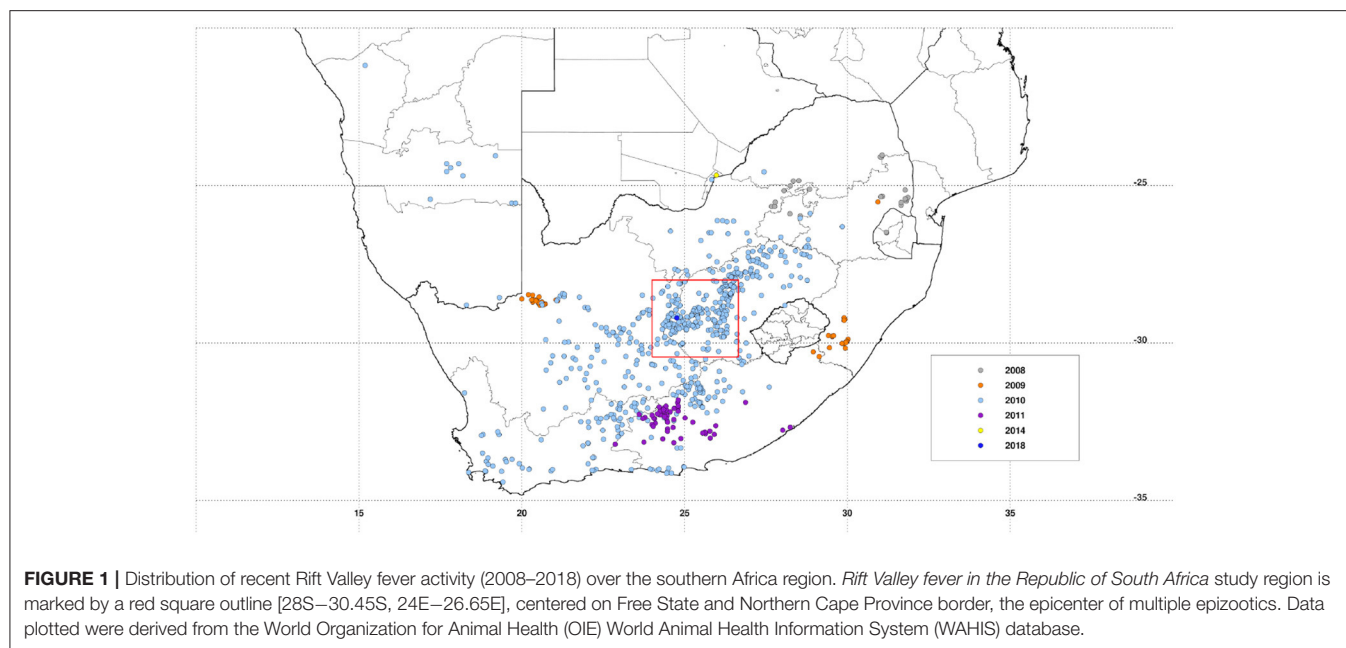 -25
-30
2008
2009
2010
2011
2014
2018
-35
15 20 25 30 35
FIGURE 1 | Distribution of recent Rift Valley fever activity (2008–2018) over the southern Africa region. Rift Valley fever in the Republic of South Africa study region is
marked by a red square outline [28S−30.45S, 24E−26.65E], centered on Free State and Northern Cape Province border, the epicenter of multiple epizootics. Data
plotted were derived from the World Organization for Animal Health (OIE) World Animal Health Information System (WAHIS) database.